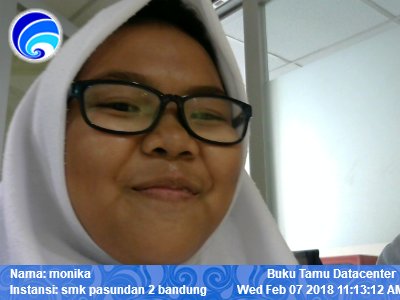 Nama: monika Buku Tamu Datacenter
Instansi: smk pasundan 2 bandung Wed Feb 07 2018 11:13:12 AM